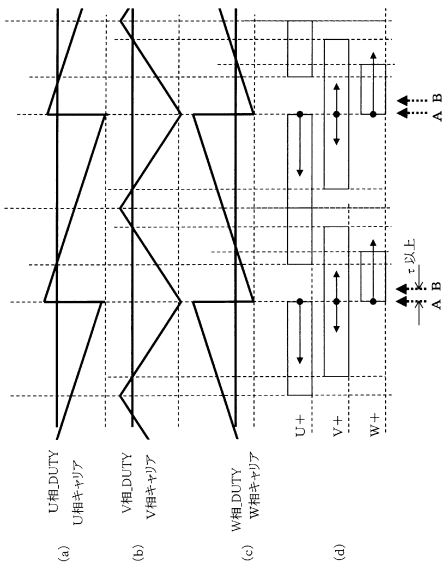 U相_DUTY
U相キャリア
(a)
V相_DUTY
V相キャリア
(b)
W相_DUTY
W相キャリア
(c)
U+
V+
W+
(d)
τ以上
A
B
A
B